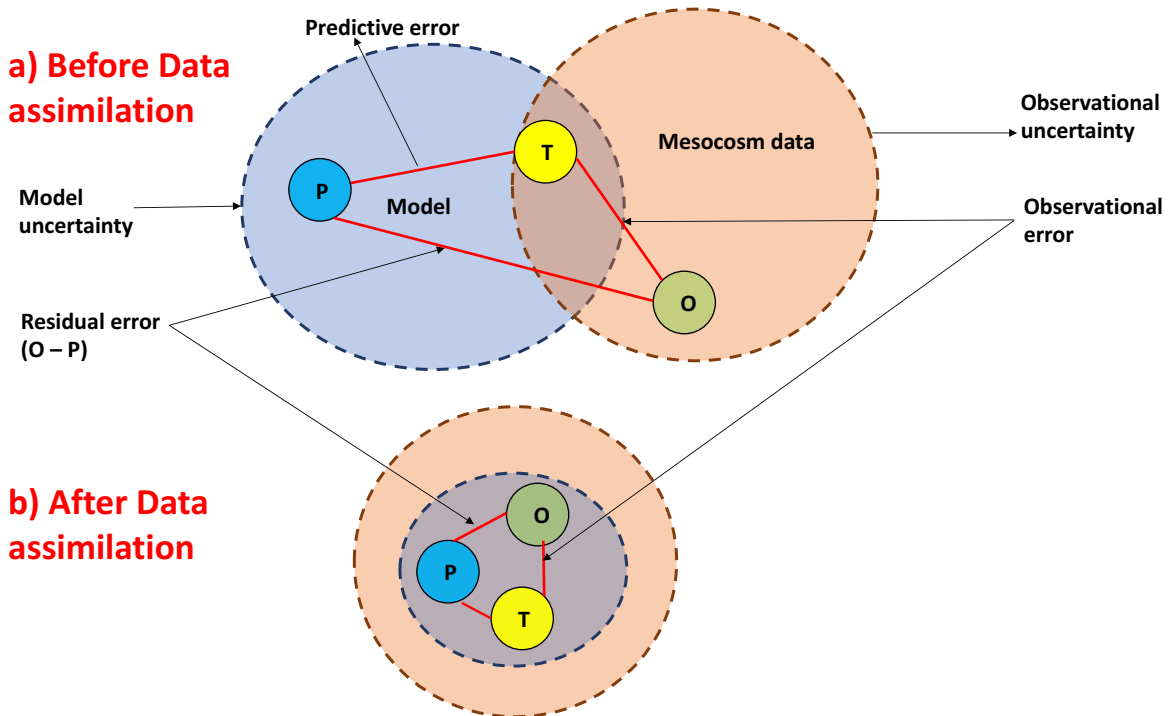 Predictive error
a) Before Data
assimilation
Observational
uncertainty
Mesocosm data
T
P
Model
Model
uncertainty
Observational
error
O
Residual error
(O – P)
b) After Data
assimilation
O
P
T